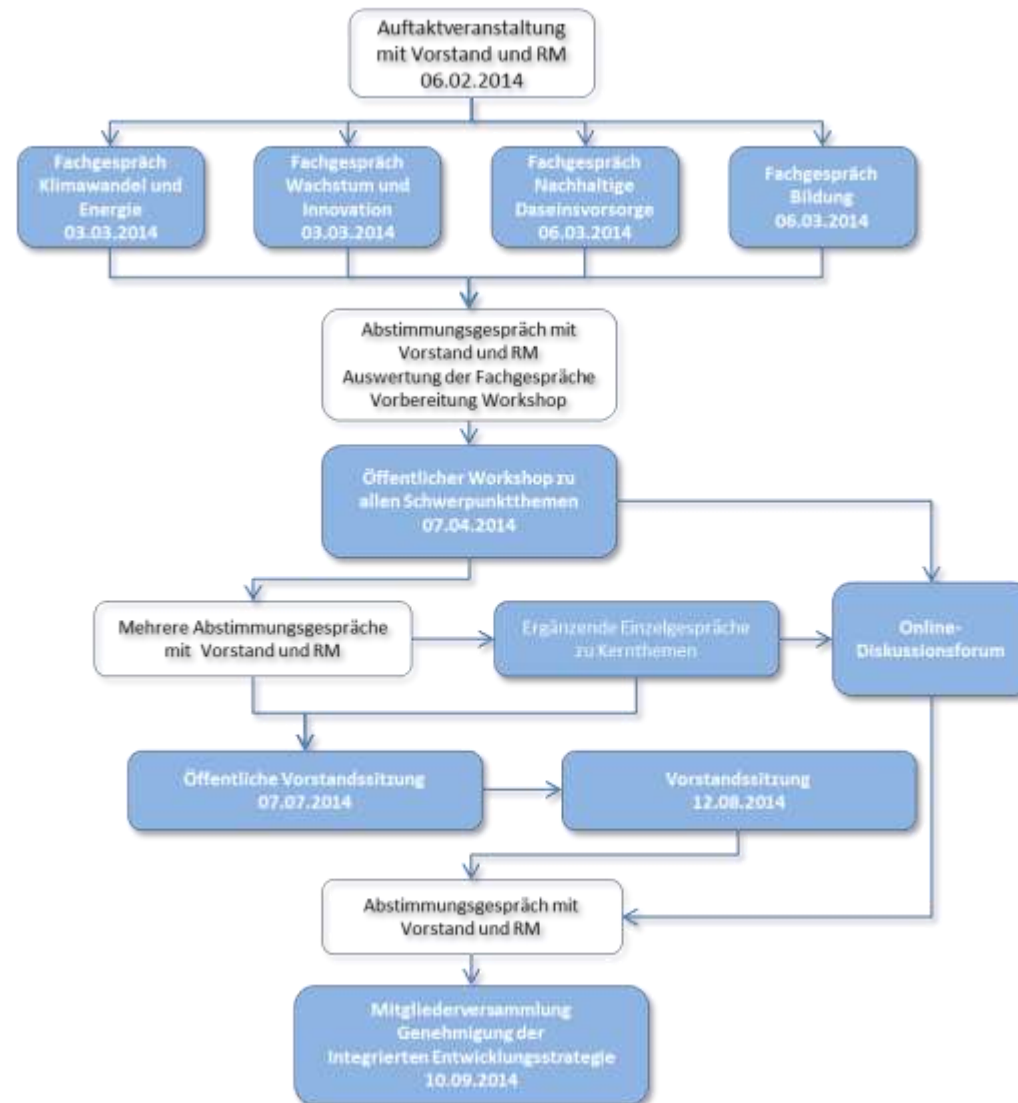 Auftaktveranstaltung
mit Vorstand und RM
06.02.2014
Fachgespräch
Klimawandel und
Energie
03.03.2014
Fachgespräch
Wachstum und
Innovation
03.03.2014
Fachgespräch
Nachhaltige
Daseinsvorsorge
06.03.2014
Fachgespräch
Bildung
06.03.2014
Abstimmungsgespräch mit
Vorstand und RM
Auswertung der Fachgespräche
Vorbereitung Workshop
Öffentlicher Workshop zu
allen Schwerpunktthemen
07.04.2014
Mehrere Abstimmungsgespräche
mit Vorstand und RM
Ergänzende Einzelgespräche
zu Kernthemen
Online-
Diskussionsforum
Öffentliche Vorstandssitzung
07.07.2014
Vorstandssitzung
12.08.2014
Abstimmungsgespräch mit
Vorstand und RM
Mitgliederversammlung
Genehmigung der
Integrierten Entwicklungsstrategie
10.09.2014